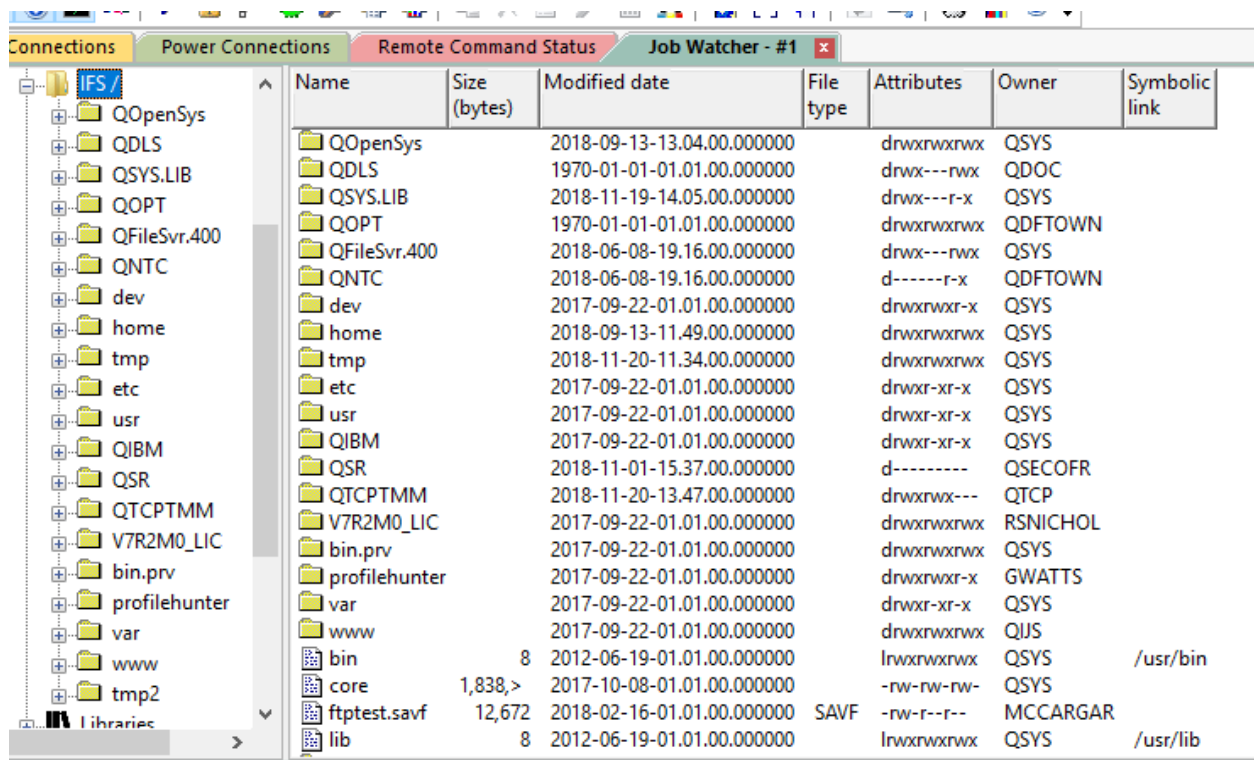 Connections Power Connections Remote Command Status Job Watcher - #1
IFS /
QOpenSys
QDLS
QSYS.LIB
QOPT
QFileSvr.400
QNTC
dev
home
tmp
etc
usr
QIBM
QSR
QTCPTMM
V7R2M0_LIC
bin.prv
profilehunter
var
www
tmp2
Libraries
Name Size (bytes) Modified date File type Attributes Owner Symbolic link
QOpenSys 2018-09-13-13.04.00.000000 drwxrwxrwx QSYS
QDLS 1970-01-01-01.01.00.000000 drwx---rwx QDOC
QSYS.LIB 2018-11-19-14.05.00.000000 drwx---r-x QSYS
QOPT 1970-01-01-01.01.00.000000 drwxrwxrwx QDFTOWN
QFileSvr.400 2018-06-08-19.16.00.000000 drwx---rwx QSYS
QNTC 2018-06-08-19.16.00.000000 d------r-x QDFTOWN
dev 2017-09-22-01.01.00.000000 drwxrwxr-x QSYS
home 2018-09-13-11.49.00.000000 drwxrwxrwx QSYS
tmp 2018-11-20-11.34.00.000000 drwxrwxrwx QSYS
etc 2017-09-22-01.01.00.000000 drwxr-xr-x QSYS
usr 2017-09-22-01.01.00.000000 drwxr-xr-x QSYS
QIBM 2017-09-22-01.01.00.000000 drwxr-xr-x QSYS
QSR 2018-11-01-15.37.00.000000 d--------- QSECOFR
QTCPTMM 2018-11-20-13.47.00.000000 drwxrwx--- QTCP
V7R2M0_LIC 2017-09-22-01.01.00.000000 drwxrwxrwx RSNICHOL
bin.prv 2017-09-22-01.01.00.000000 drwxrwxrwx QSYS
profilehunter 2017-09-22-01.01.00.000000 drwxrwxr-x GWATTS
var 2017-09-22-01.01.00.000000 drwxr-xr-x QSYS
www 2017-09-22-01.01.00.000000 drwxrwxrwx QIJS
bin 8 2012-06-19-01.01.00.000000 lrwxrwxrwx QSYS /usr/bin
core 1,838,> 2017-10-08-01.01.00.000000 -rw-rw-rw- QSYS
ftptest.savf 12,672 2018-02-16-01.01.00.000000 SAVF -rw-r--r-- MCCARGAR
lib 8 2012-06-19-01.01.00.000000 lrwxrwxrwx QSYS /usr/lib